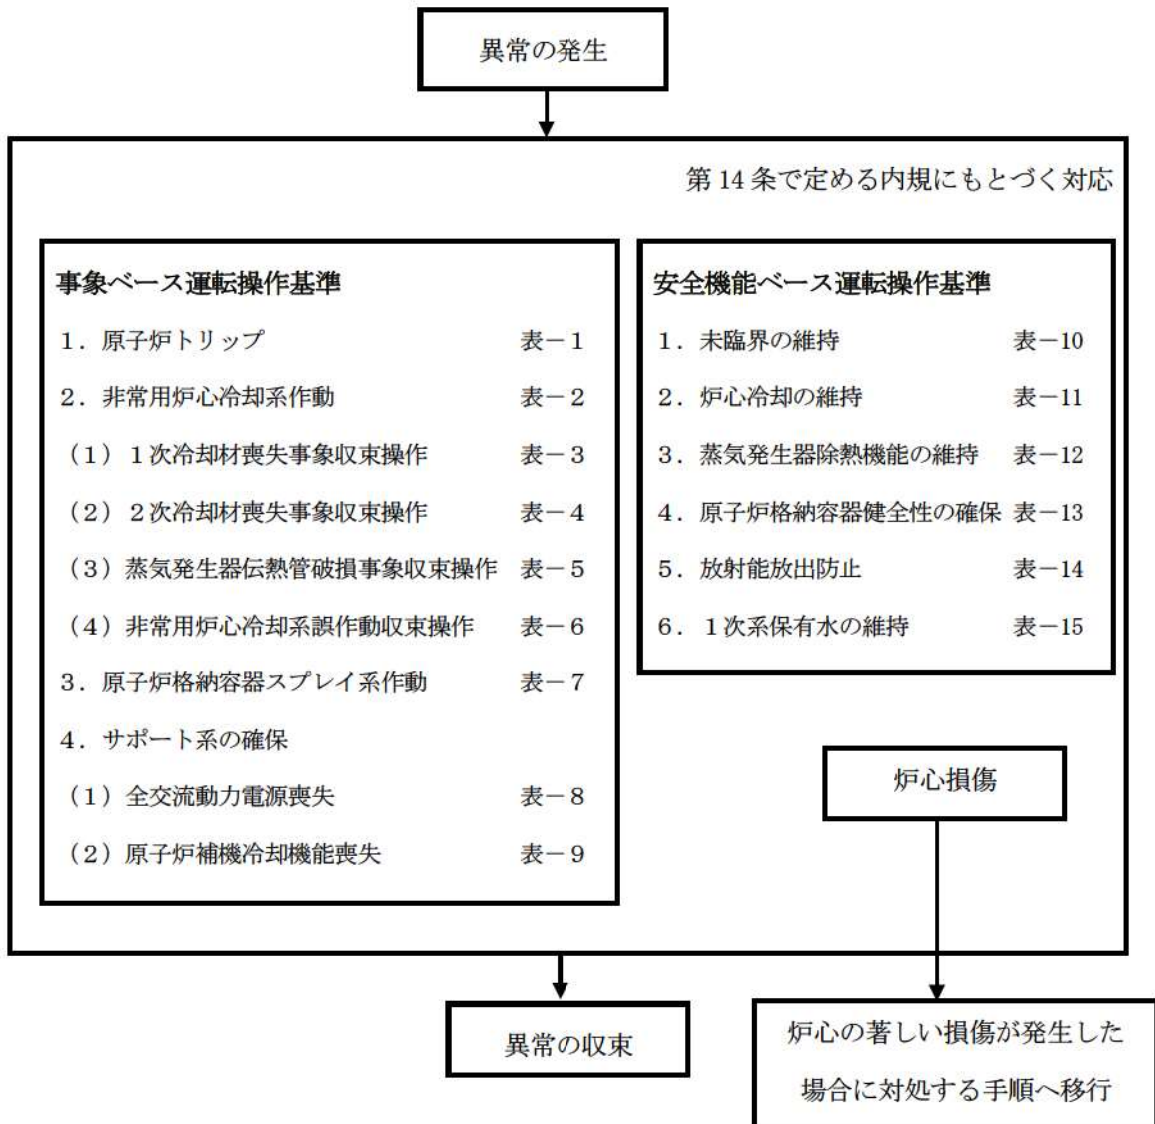 異常の発生
第14条で定める内規にもとづく対応
事象ベース運転操作基準
1．原子炉トリップ 表－1
2．非常用炉心冷却系作動 表－2
（1）1次冷却材喪失事象収束操作 表－3
（2）2次冷却材喪失事象収束操作 表－4
（3）蒸気発生器伝熱管破損事象収束操作 表－5
（4）非常用炉心冷却系誤作動収束操作 表－6
3．原子炉格納容器スプレイ系作動 表－7
4．サポート系の確保
（1）全交流動力電源喪失 表－8
（2）原子炉補機冷却機能喪失 表－9
安全機能ベース運転操作基準
1．未臨界の維持 表－10
2．炉心冷却の維持 表－11
3．蒸気発生器除熱機能の維持 表－12
4．原子炉格納容器健全性の確保 表－13
5．放射能放出防止 表－14
6．1次系保有水の維持 表－15
炉心損傷
異常の収束
炉心の著しい損傷が発生した
場合に対処する手順へ移行